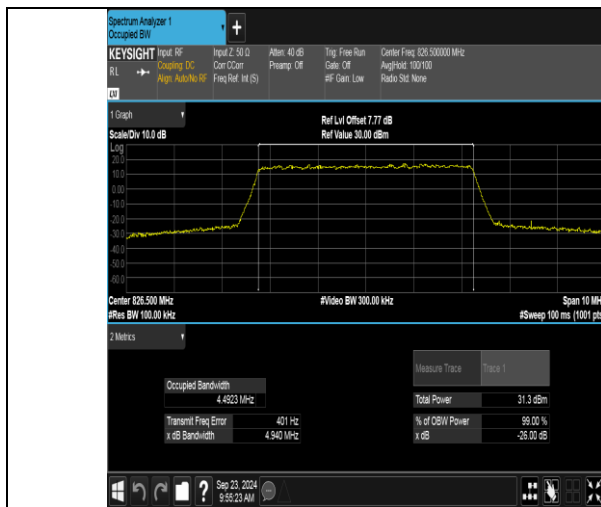 Spectrum Analyzer 1
Occupied BW
+
KEYSIGHT
RL
Input: RF
Coupling: DC
Align: Auto/No RF
Input Z: 50 Ω
Corr CCorr
Freq Ref: Int (S)
Atten: 40 dB
Preamp: Off
Trig: Free Run
Gate: Off
#IF Gain: Low
Center Freq: 826.500000 MHz
Avg|Hold: 100/100
Radio Std: None
1 Graph
Scale/Div 10.0 dB
Ref Lvl Offset 7.77 dB
Ref Value 30.00 dBm
Log
20.0
10.0
0.00
-10.0
-20.0
-30.0
-40.0
-50.0
-60.0
Center 826.500 MHz
#Video BW 300.00 kHz
Span 10 MH
#Res BW 100.00 kHz
#Sweep 100 ms (1001 pts
2 Metrics
Measure Trace Trace 1
Occupied Bandwidth
4.4923 MHz
Total Power 31.3 dBm
Transmit Freq Error 401 Hz
% of OBW Power 99.00 %
x dB Bandwidth 4.940 MHz
x dB -26.00 dB
?
Sep 23, 2024
9:55:23 AM